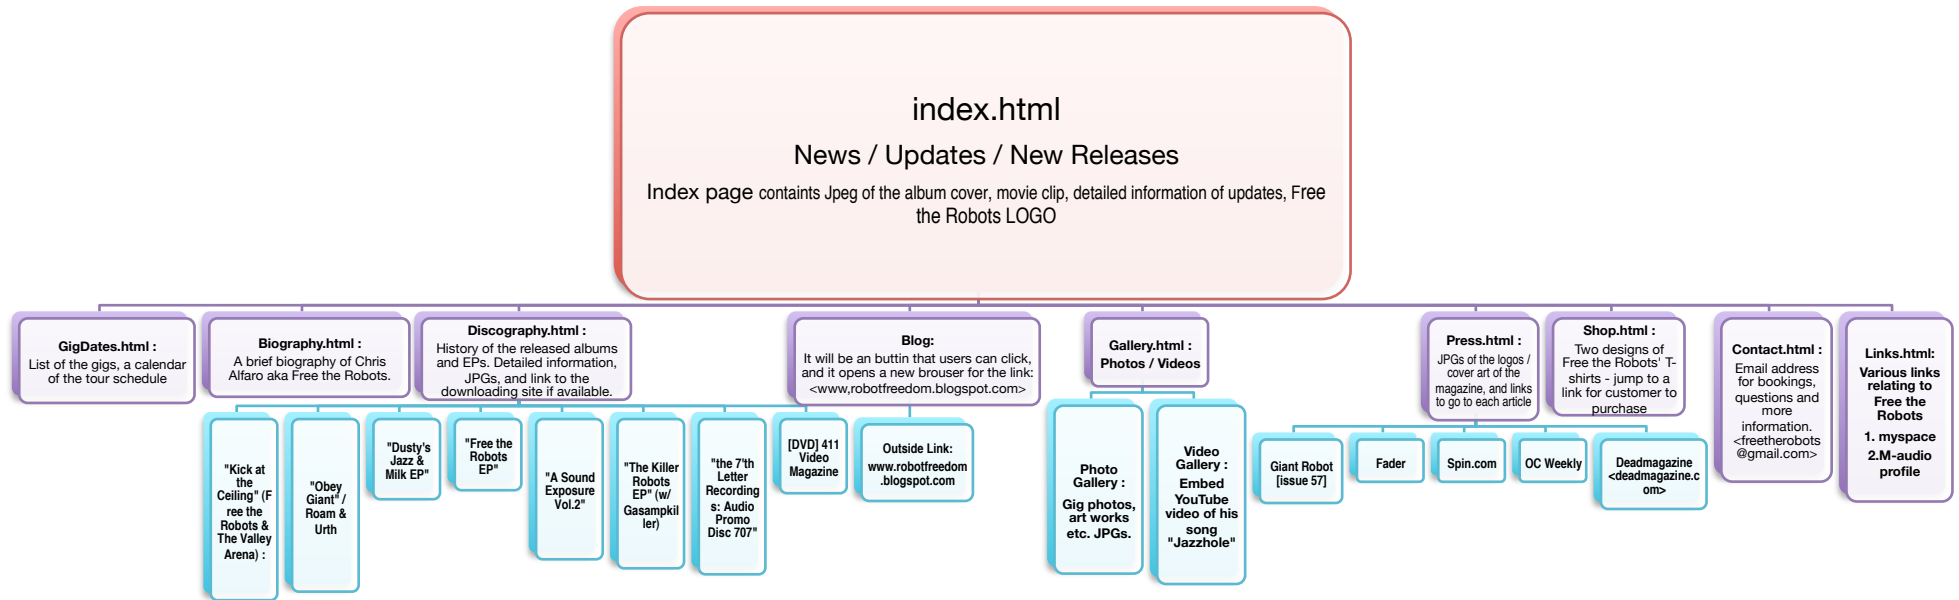 index.html
News / Updates / New Releases
Index page containts Jpeg of the album cover, movie clip, detailed information of updates, Free
the Robots LOGO
GigDates.html :
List of the gigs, a calendar
of the tour schedule
Biography.html :
A brief biography of Chris
Alfaro aka Free the Robots.
Discography.html :
History of the released albums
and EPs. Detailed information,
JPGs, and link to the
downloading site if available.
Blog:
It will be an buttin that users can click,
and it opens a new brouser for the link:
<www,robotfreedom.blogspot.com>
Gallery.html :
Photos / Videos
Press.html :
JPGs of the logos /
cover art of the
magazine, and links
to go to each article
Shop.html :
Two designs of
Free the Robots' T-
shirts - jump to a
link for customer to
purchase
Contact.html :
Email address
for bookings,
questions and
more
information.
<freetherobots
@gmail.com>
Links.html:
Various links
relating to
Free the
Robots
1. myspace
2.M-audio
profile
"Kick at
the
Ceiling" (F
ree the
Robots &
The Valley
Arena) :
"Obey
Giant" /
Roam &
Urth
"Dusty's
Jazz &
Milk EP"
"Free the
Robots
EP"
"A Sound
Exposure
Vol.2"
"The Killer
Robots
EP" (w/
Gasampkil
ler)
"the 7'th
Letter
Recording
s: Audio
Promo
Disc 707"
[DVD] 411
Video
Magazine
Outside Link:
www.robotfreedom
.blogspot.com
Photo
Gallery :
Gig photos,
art works
etc. JPGs.
Video
Gallery :
Embed
YouTube
video of his
song
"Jazzhole"
Giant Robot
[issue 57]
Fader
Spin.com
OC Weekly
Deadmagazine
<deadmagazine.c
om>